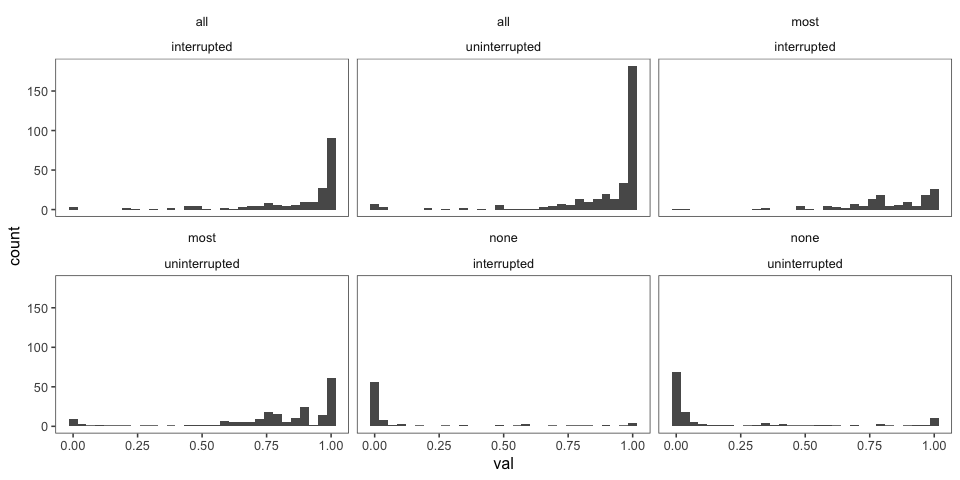 all all most
interrupted uninterrupted interrupted
150
100
50
0
count
most none none
uninterrupted interrupted uninterrupted
150
100
50
0
0.00 0.25 0.50 0.75 1.00 0.00 0.25 0.50 0.75 1.00 0.00 0.25 0.50 0.75 1.00
val